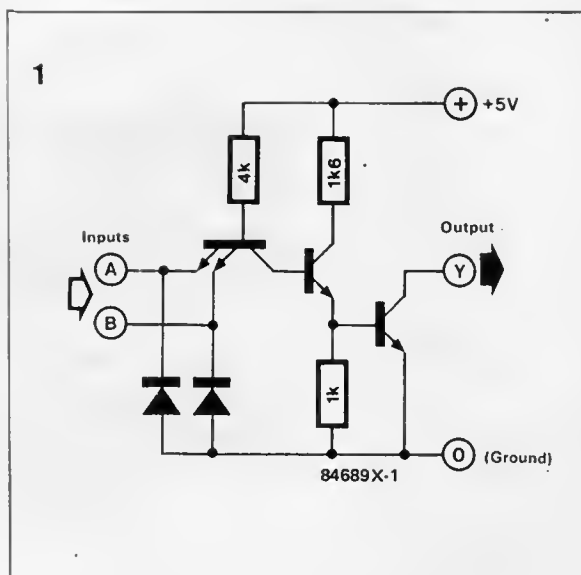 1
+
+5V
4k
1k6
Inputs
Output
A
Y
B
1k
0
(Ground)
84689X-1